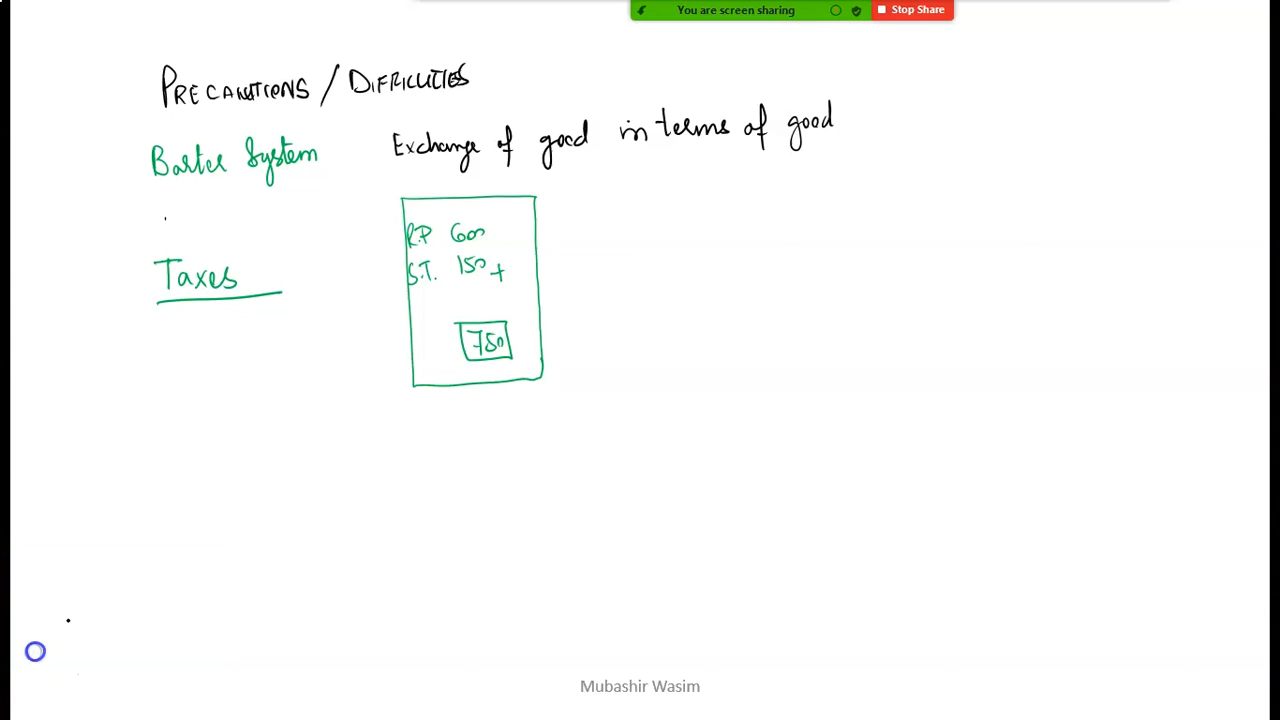 You are screen sharing Stop Share
PRECAUTIONS / DIFFICULTIES
Barter System Exchange of good in terms of good
R.P 600
S.T. 150 +
Taxes
750
Mubashir Wasim